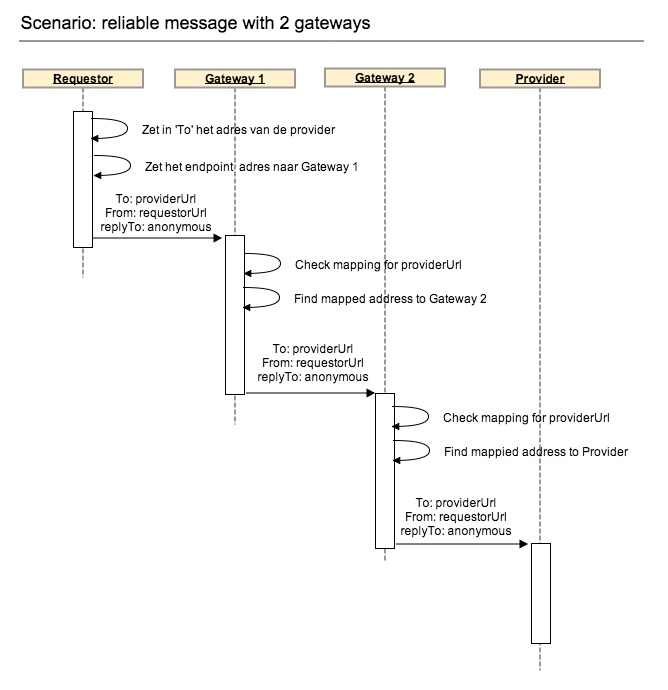 Scenario: reliable message with 2 gateways
Requestor
Gateway 1
Gateway 2
Provider
Zet in 'To' het adres van de provider
Zet het endpoint adres naar Gateway 1
To: providerUrl
From: requestorUrl
replyTo: anonymous
Check mapping for providerUrl
Find mapped address to Gateway 2
To: providerUrl
From: requestorUrl
replyTo: anonymous
Check mapping for providerUrl
Find mappied address to Provider
To: providerUrl
From: requestorUrl
replyTo: anonymous